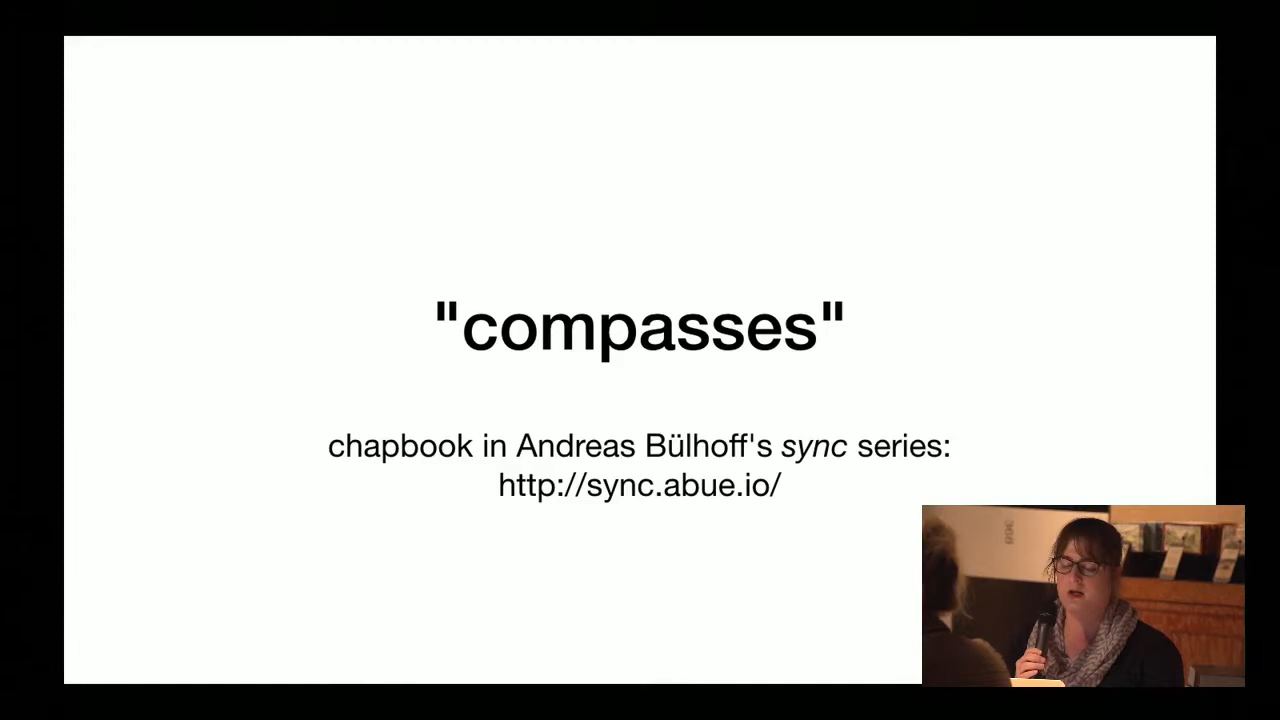 "compasses"
chapbook in Andreas Bülhoff's sync series:
http://sync.abue.io/